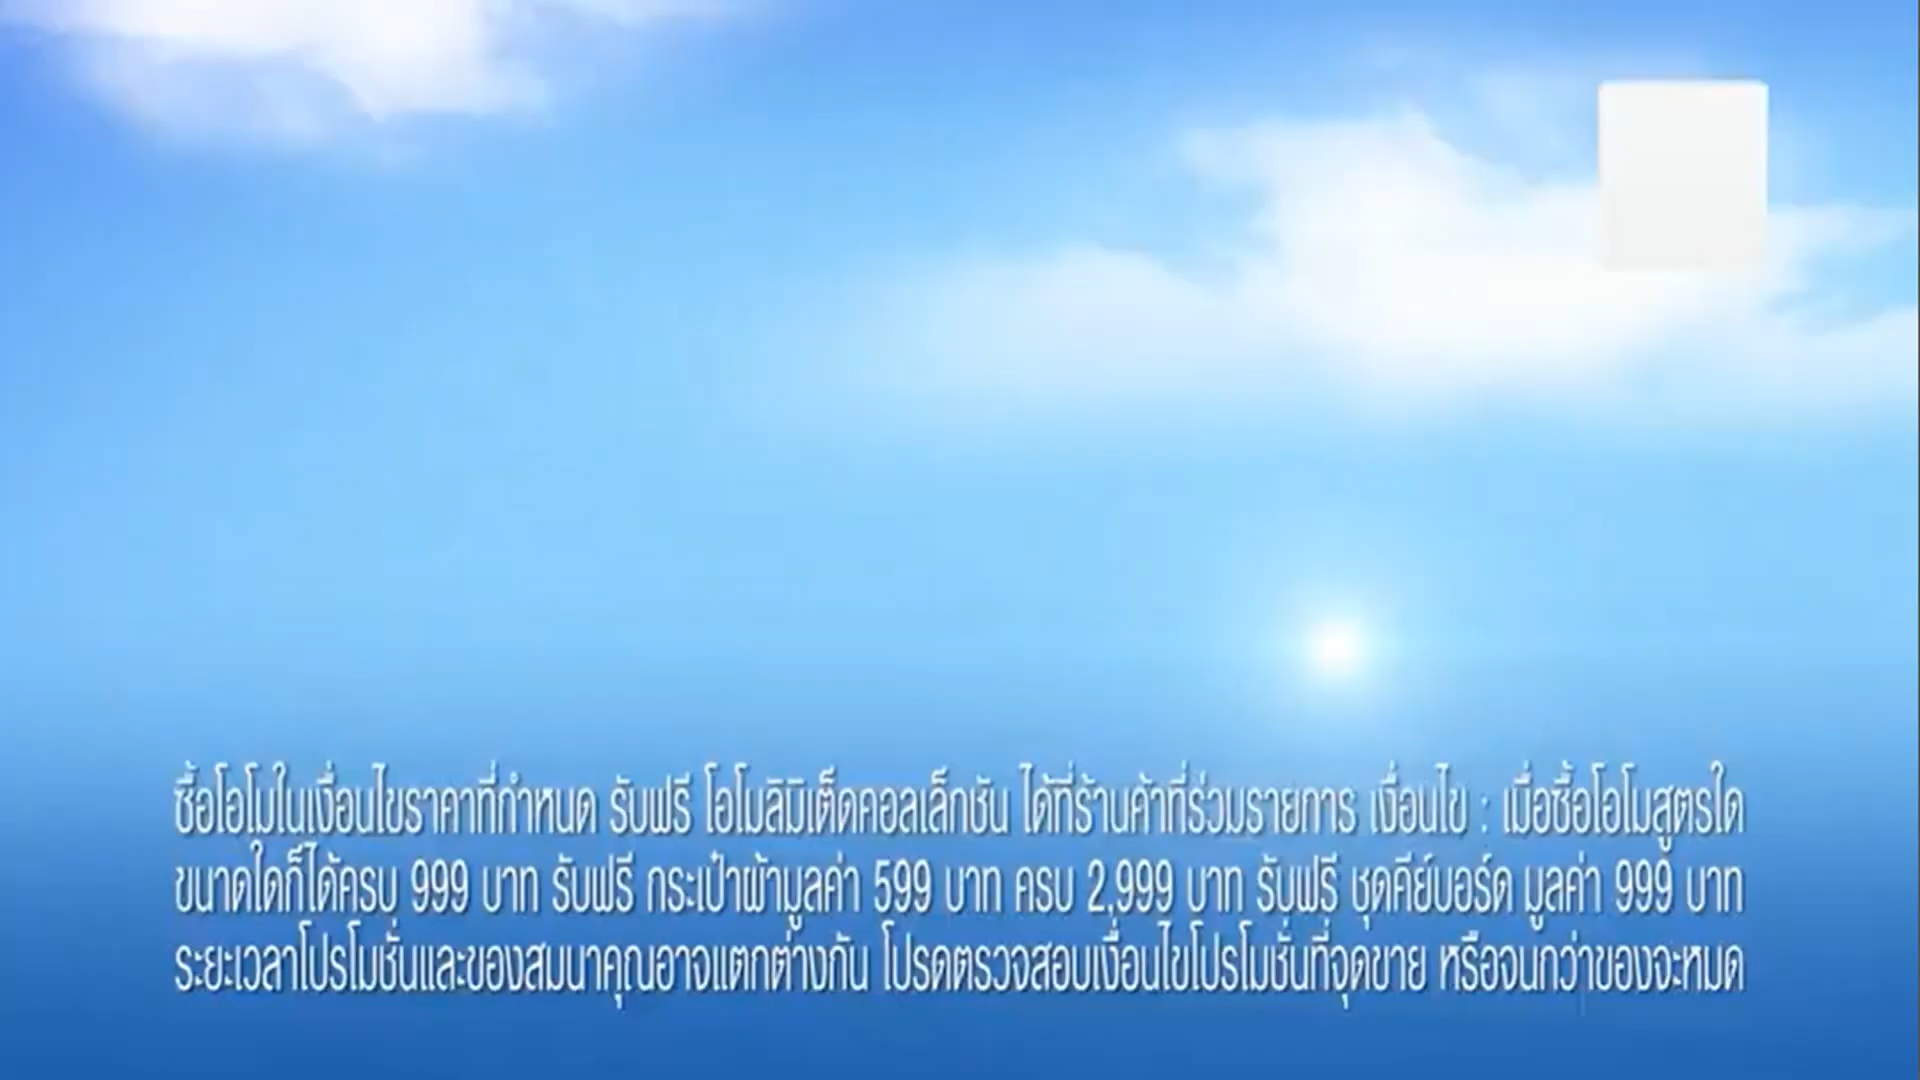 ซื้อโอโมในเงื่อนไขราคาที่กำหนด รับฟรี โอโมลิมิเต็ดคอลเล็กชัน ได้ที่ร้านค้าที่ร่วมรายการ เงื่อนไข : เมื่อซื้อโอโมสูตรใด
ขนาดใดก็ได้ครบ 999 บาท รับฟรี กระเป๋าผ้ามูลค่า 599 บาท ครบ 2,999 บาท รับฟรี ชุดคีย์บอร์ด มูลค่า 999 บาท
ระยะเวลาโปรโมชั่นและของสมนาคุณอาจแตกต่างกัน โปรดตรวจสอบเงื่อนไขโปรโมชั่นที่จุดขาย หรือจนกว่าของจะหมด